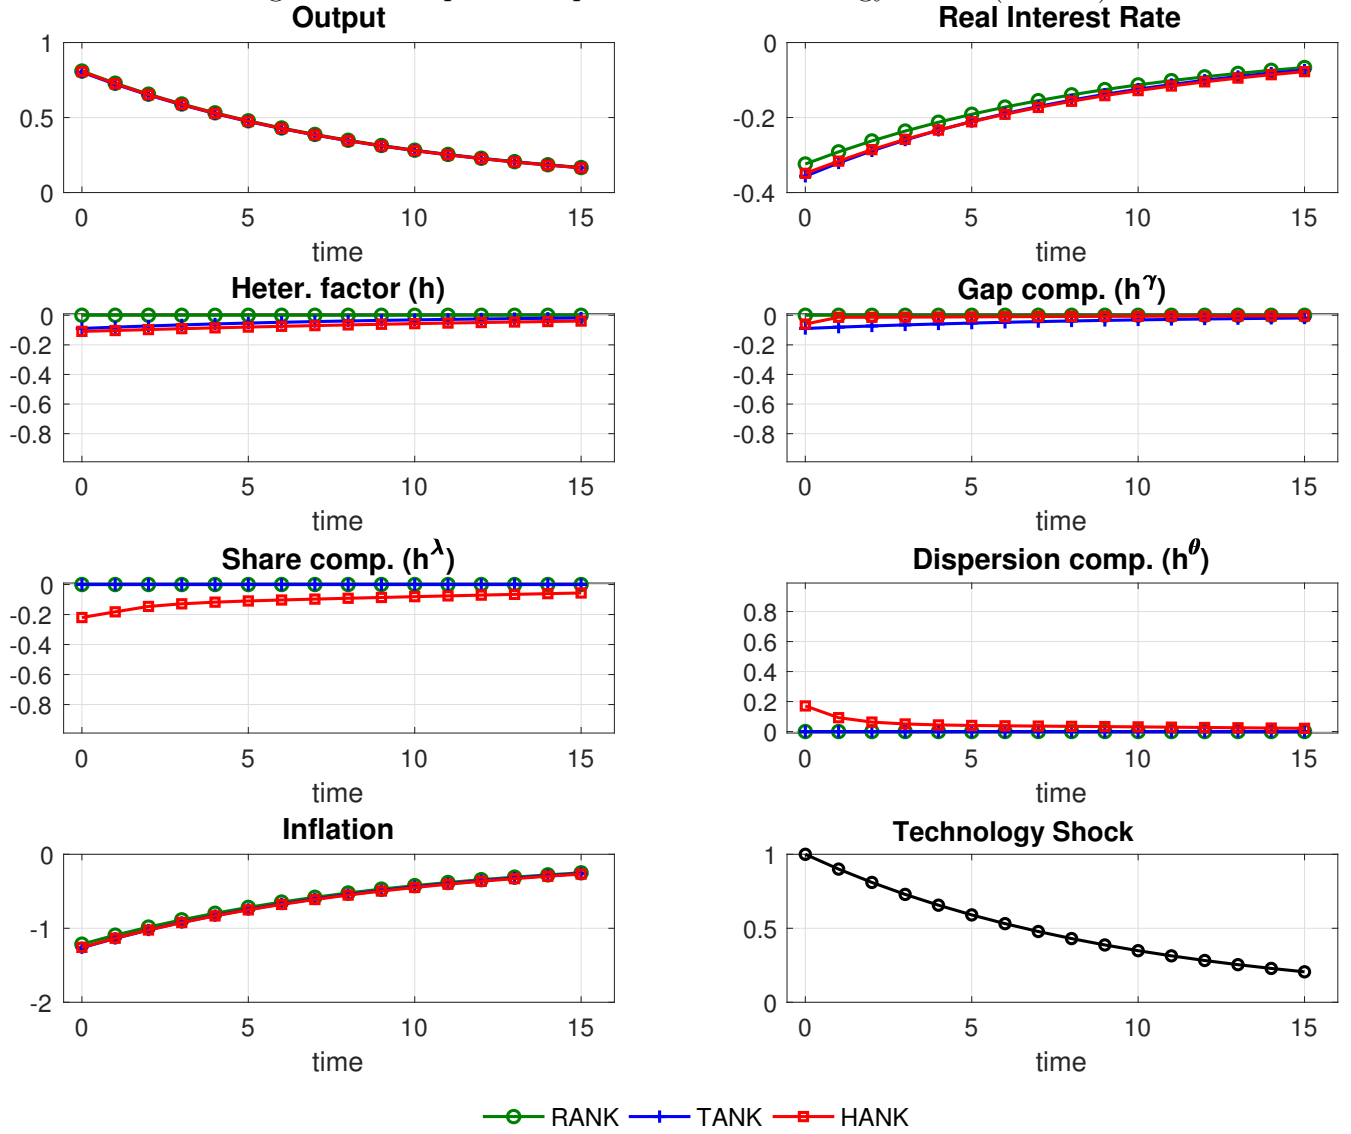 Output
1
0.5
0
0 5 10 15
time
Real Interest Rate
0
-0.2
-0.4
0 5 10 15
time
Heter. factor (h)
0
-0.2
-0.4
-0.6
-0.8
0 5 10 15
time
Gap comp. (h^γ)
0
-0.2
-0.4
-0.6
-0.8
0 5 10 15
time
Share comp. (h^λ)
0
-0.2
-0.4
-0.6
-0.8
0 5 10 15
time
Dispersion comp. (h^θ)
0.8
0.6
0.4
0.2
0
0 5 10 15
time
Inflation
0
-1
-2
0 5 10 15
time
Technology Shock
1
0.5
0
0 5 10 15
time
RANK TANK HANK